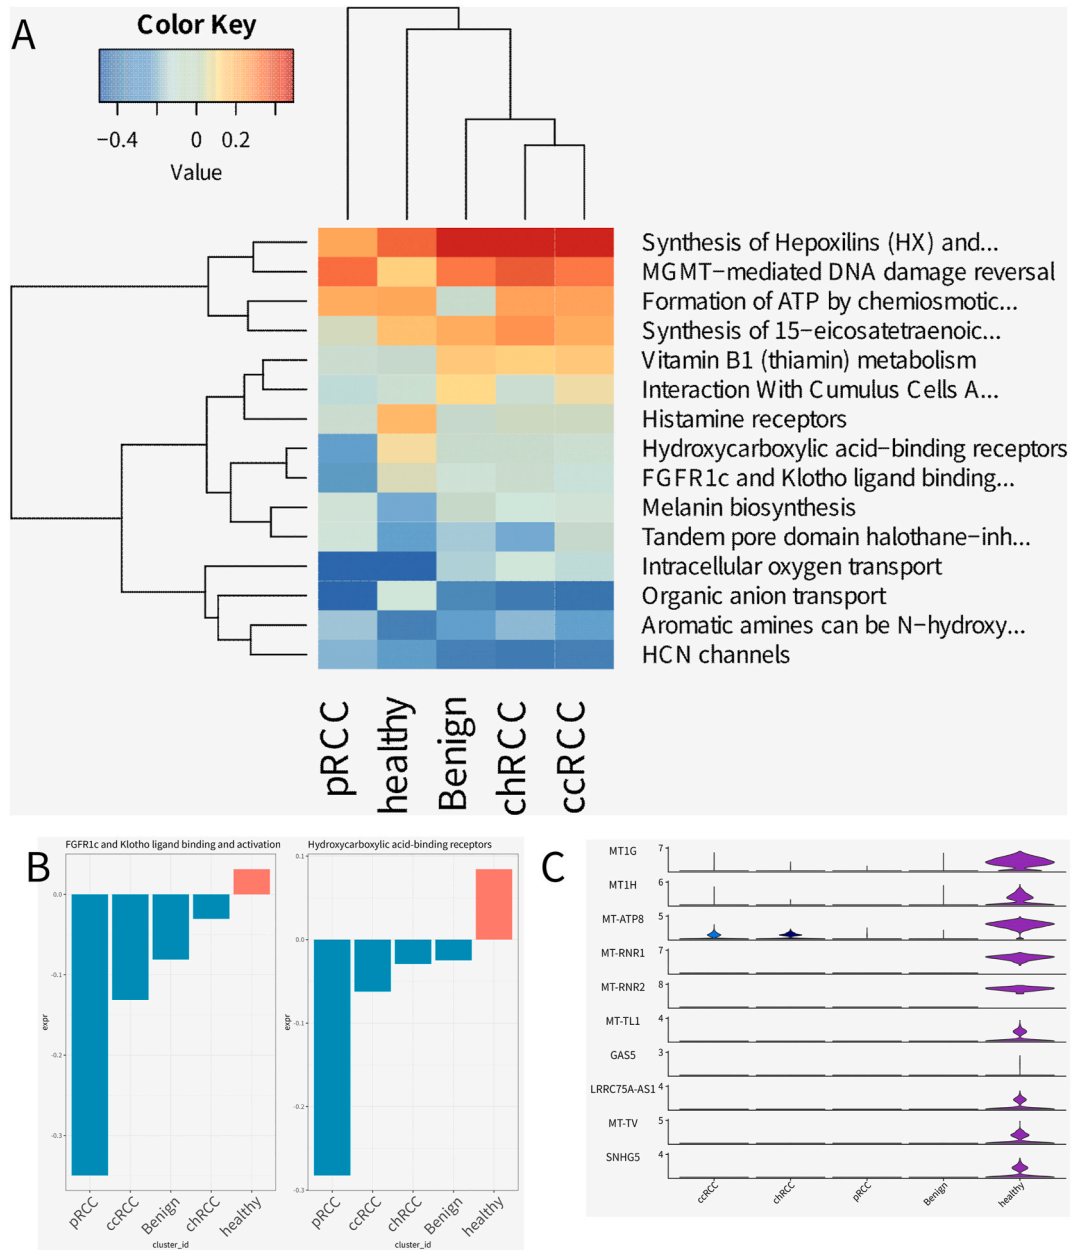 A
Color Key
−0.4
0
0.2
Value
Synthesis of Hepoxilins (HX) and...
MGMT−mediated DNA damage reversal
Formation of ATP by chemiosmotic...
Synthesis of 15−eicosatetraenoic...
Vitamin B1 (thiamin) metabolism
Interaction With Cumulus Cells A...
Histamine receptors
Hydroxycarboxylic acid−binding receptors
FGFR1c and Klotho ligand binding...
Melanin biosynthesis
Tandem pore domain halothane−inh...
Intracellular oxygen transport
Organic anion transport
Aromatic amines can be N−hydroxy...
HCN channels
pRCC
healthy
Benign
chRCC
ccRCC
B
FGFR1c and Klotho ligand binding and activation
expr
0.0
-0.1
-0.2
-0.3
pRCC
ccRCC
Benign
chRCC
healthy
cluster_id
Hydroxycarboxylic acid-binding receptors
expr
0.1
0.0
-0.1
-0.2
-0.3
pRCC
ccRCC
chRCC
Benign
healthy
cluster_id
C
MT1G 7
MT1H 6
MT-ATP8 5
MT-RNR1 7
MT-RNR2 8
MT-TL1 4
GAS5 3
LRRC75A-AS1 4
MT-TV 5
SNHG5 4
ccRCC
chRCC
pRCC
Benign
healthy